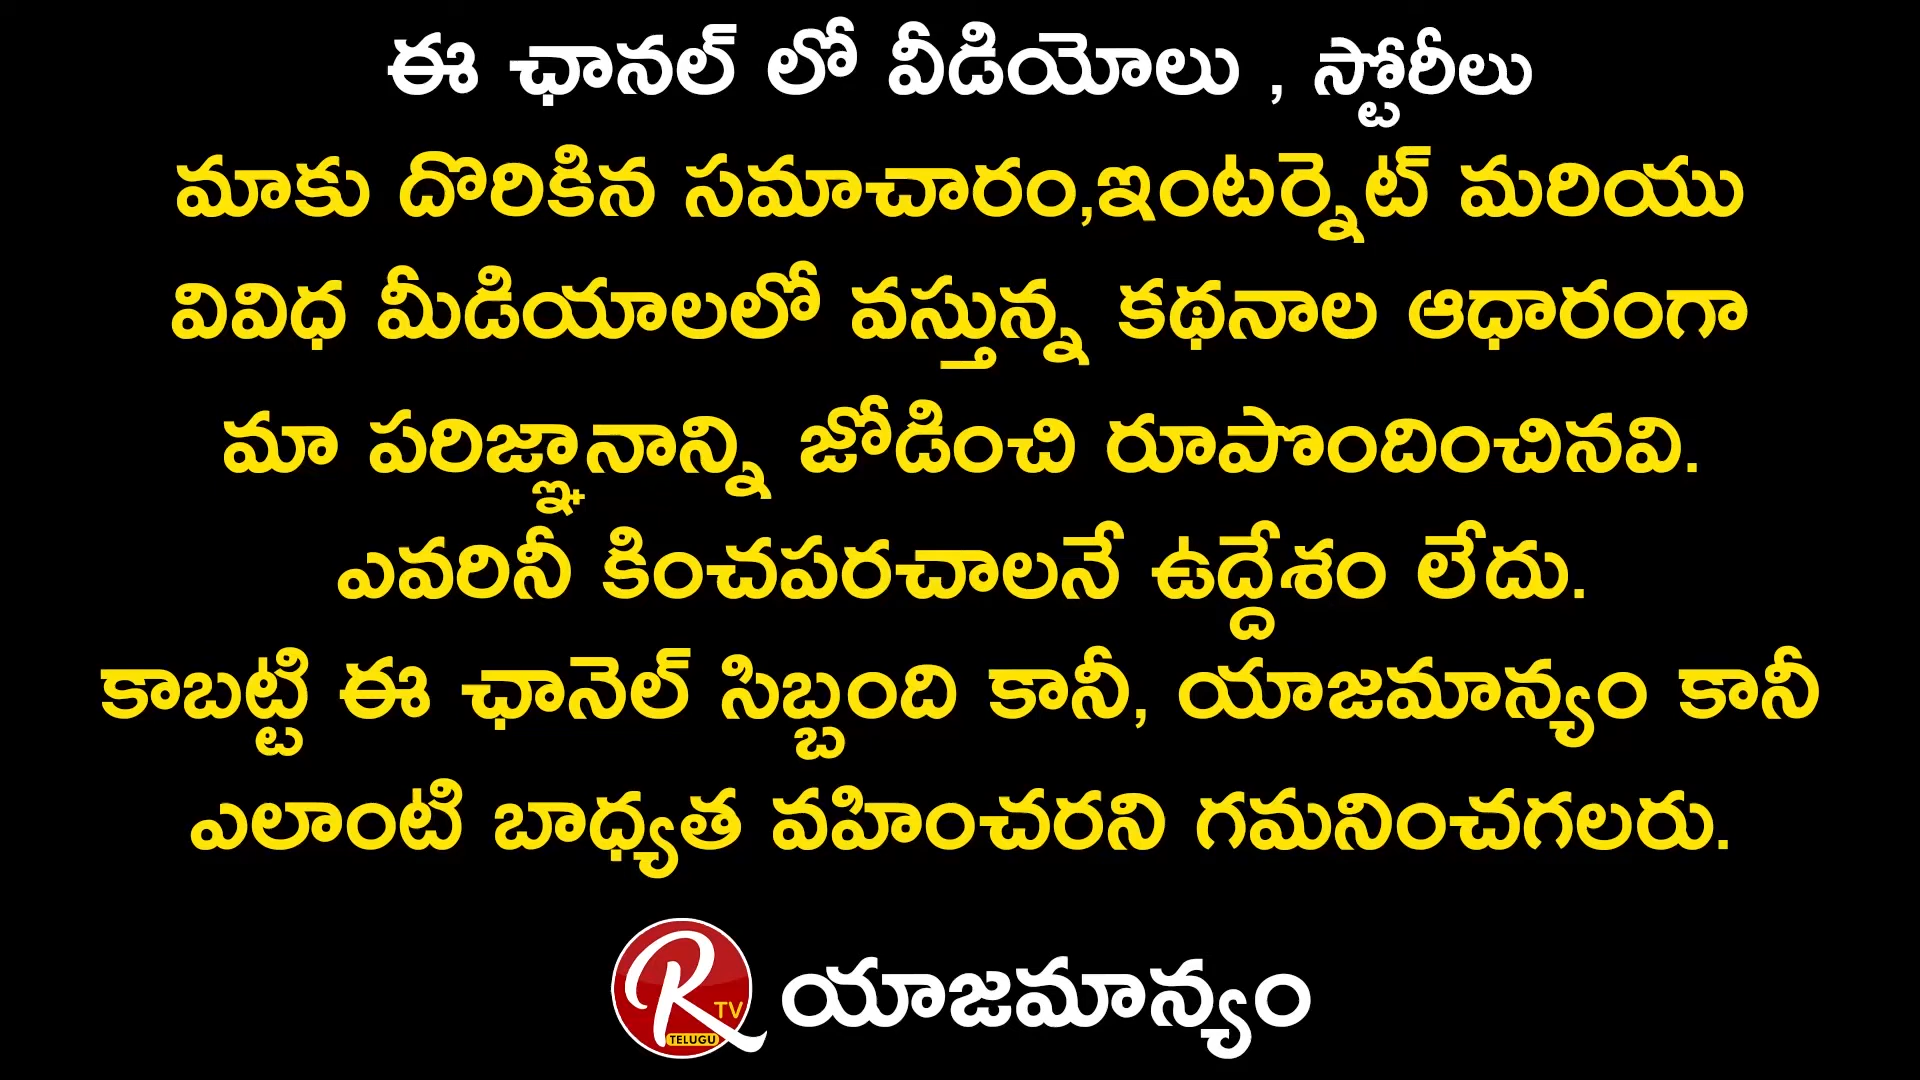 ఈ ఛానల్ లో వీడియోలు , స్టోరీలు
మాకు దొరికిన సమాచారం,ఇంటర్నెట్ మరియు
వివిధ మీడియాలలో వస్తున్న కథనాల ఆధారంగా
మా పరిజ్ఞానాన్ని జోడించి రూపొందించినవి.
ఎవరినీ కించపరచాలనే ఉద్దేశం లేదు.
కాబట్టి ఈ ఛానెల్ సిబ్బంది కానీ, యాజమాన్యం కానీ
ఎలాంటి బాధ్యత వహించరని గమనించగలరు.
R TV TELUGU యాజమాన్యం